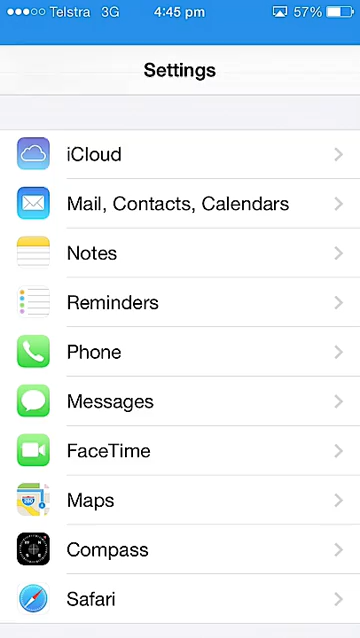 Telstra 3G 4:45 pm 57%
Settings
iCloud
Mail, Contacts, Calendars
Notes
Reminders
Phone
Messages
FaceTime
Maps
Compass
Safari